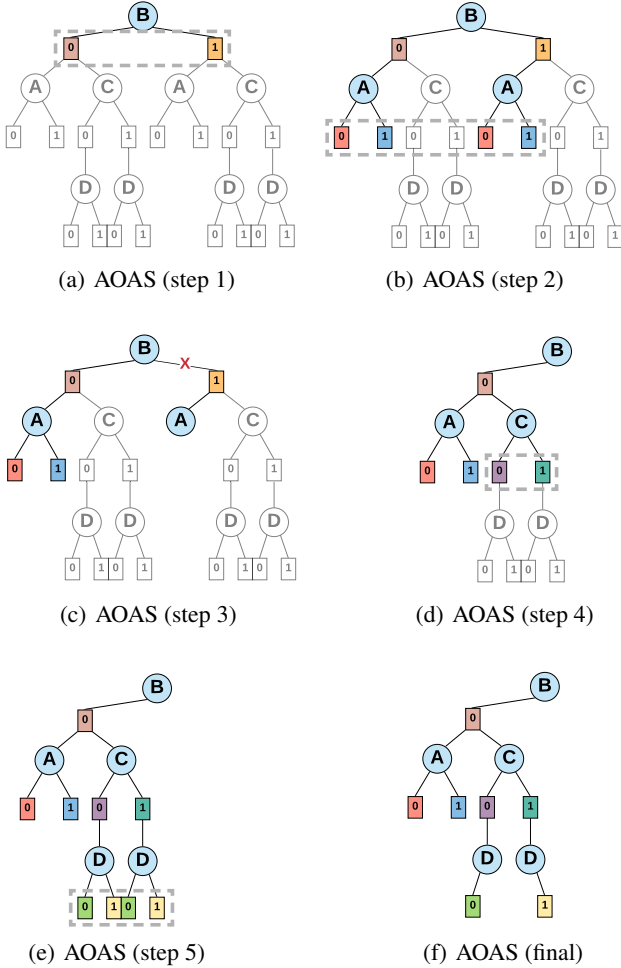 B B
0 1 0 1
A C A C A C A C
0 1 0 1 0 1 0 1 0 1 0 1 0 1 0 1
D D D D D D D D
0 1 0 1 0 1 0 1 0 1 0 1 0 1 0 1
(a) AOAS (step 1) (b) AOAS (step 2)
B X B
0 1 0
A C A C A C
0 1 0 1 0 1 0 1 0 1
D D D D D D
0 1 0 1 0 1 0 1 0 1 0 1
(c) AOAS (step 3) (d) AOAS (step 4)
B B
0 0
A C A C
0 1 0 1 0 1 0 1
D D D D
0 1 0 1 0 1
(e) AOAS (step 5) (f) AOAS (final)